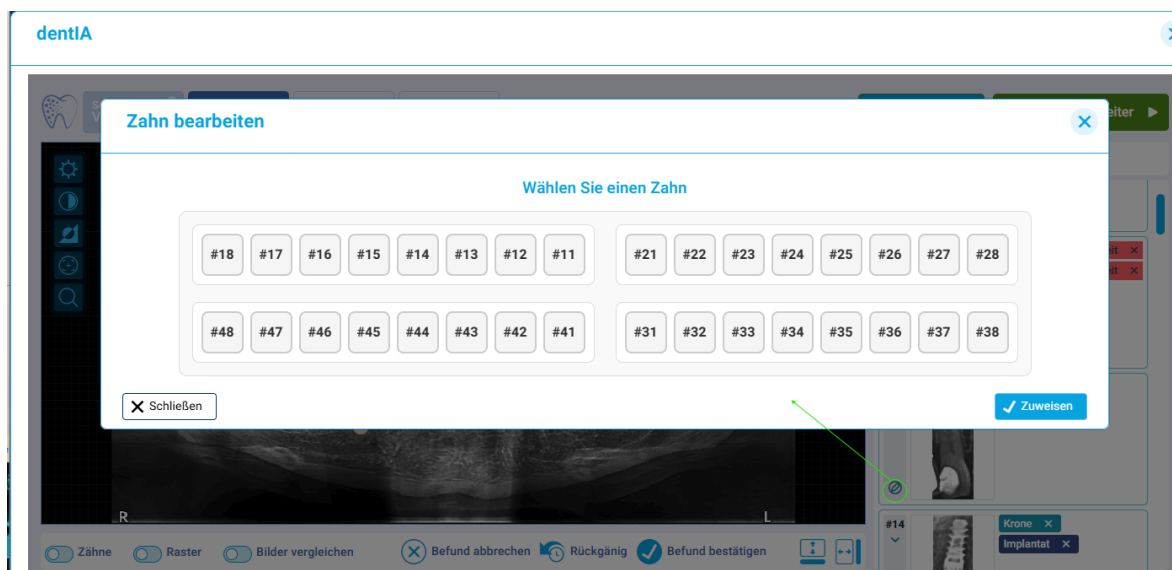 dentIA
eiter
Zahn bearbeiten
Wählen Sie einen Zahn
#18 #17 #16 #15 #14 #13 #12 #11 #21 #22 #23 #24 #25 #26 #27 #28
#48 #47 #46 #45 #44 #43 #42 #41 #31 #32 #33 #34 #35 #36 #37 #38
Schließen
Zuweisen
R L
#14 Krone
Implantat
Zähne Raster Bilder vergleichen Befund abbrechen Rückgänig Befund bestätigen